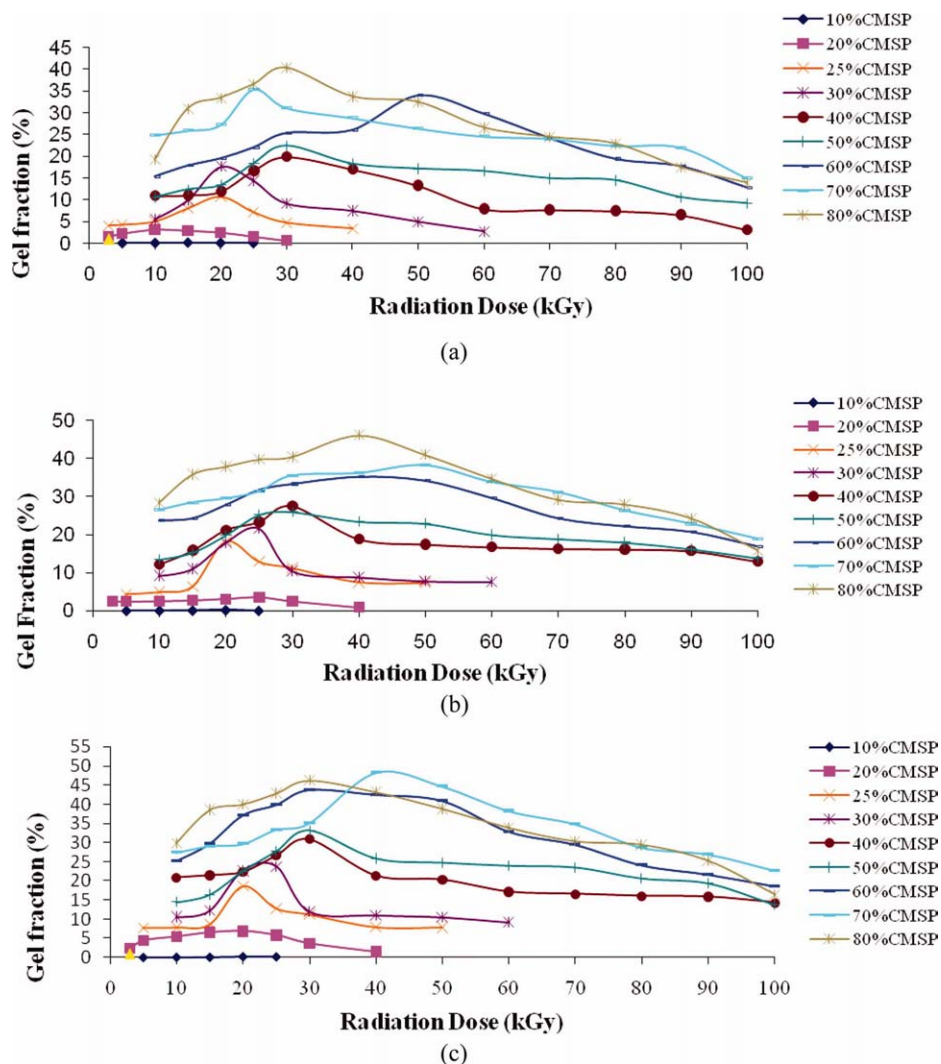 10%CMSP
20%CMSP
25%CMSP
30%CMSP
40%CMSP
50%CMSP
60%CMSP
70%CMSP
80%CMSP
Gel fraction (%)
45
40
35
30
25
20
15
10
5
0
0 10 20 30 40 50 60 70 80 90 100
Radiation Dose (kGy)
(a)
10%CMSP
20%CMSP
25%CMSP
30%CMSP
40%CMSP
50%CMSP
60%CMSP
70%CMSP
80%CMSP
Gel Fraction (%)
50
40
30
20
10
0
0 10 20 30 40 50 60 70 80 90 100
Radiation Dose (kGy)
(b)
10%CMSP
20%CMSP
25%CMSP
30%CMSP
40%CMSP
50%CMSP
60%CMSP
70%CMSP
80%CMSP
Gel fraction (%)
55
50
45
40
35
30
25
20
15
10
5
0
0 10 20 30 40 50 60 70 80 90 100
Radiation Dose (kGy)
(c)